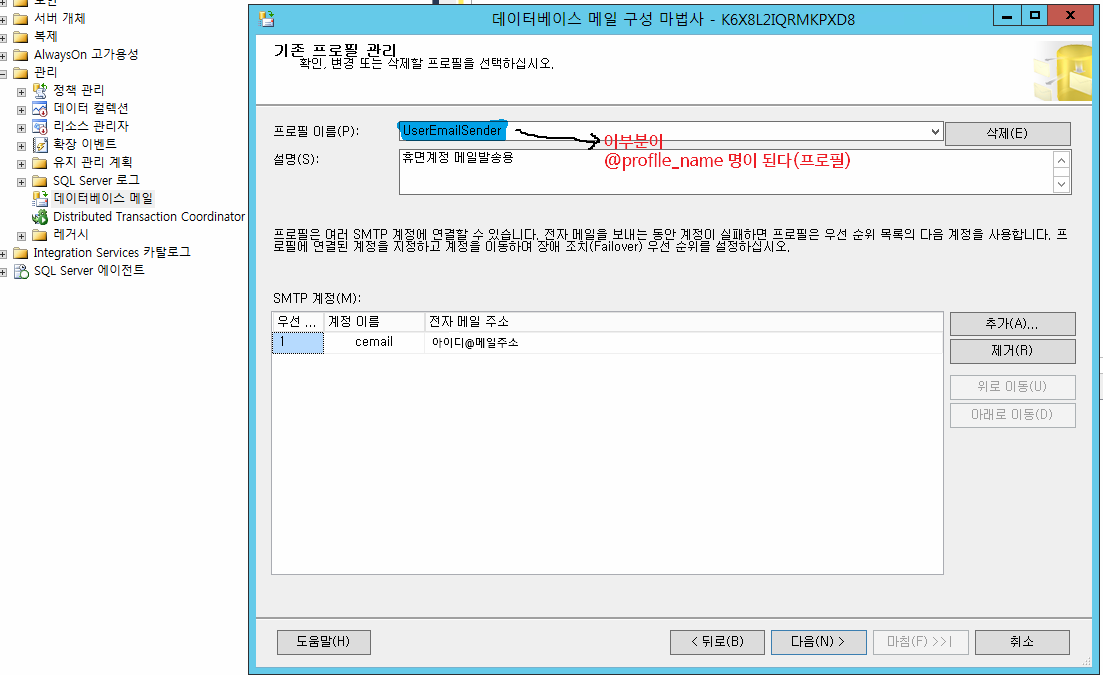 보안
서버 개체
복제
AlwaysOn 고가용성
관리
정책 관리
데이터 컬렉션
리소스 관리자
확장 이벤트
유지 관리 계획
SQL Server 로그
데이터베이스 메일
Distributed Transaction Coordinator
레거시
Integration Services 카탈로그
SQL Server 에이전트
데이터베이스 메일 구성 마법사 - K6X8L2IQRMKPXD8
기존 프로필 관리
확인, 변경 또는 삭제할 프로필을 선택하십시오.
프로필 이름(P):
UserEmailSender
삭제(E)
이부분이
@profile_name 명이 된다(프로필)
설명(S):
휴면계정 메일발송용
프로필은 여러 SMTP 계정에 연결할 수 있습니다. 전자 메일을 보내는 동안 계정이 실패하면 프로필은 우선 순위 목록의 다음 계정을 사용합니다. 프
로필에 연결된 계정을 지정하고 계정을 이동하여 장애 조치(Failover) 우선 순위를 설정하십시오.
SMTP 계정(M):
우선 ... 계정 이름 전자 메일 주소
1 cemail 아이디@메일주소
추가(A)...
제거(R)
위로 이동(U)
아래로 이동(D)
도움말(H)
< 뒤로(B)
다음(N) >
마침(F) >>|
취소